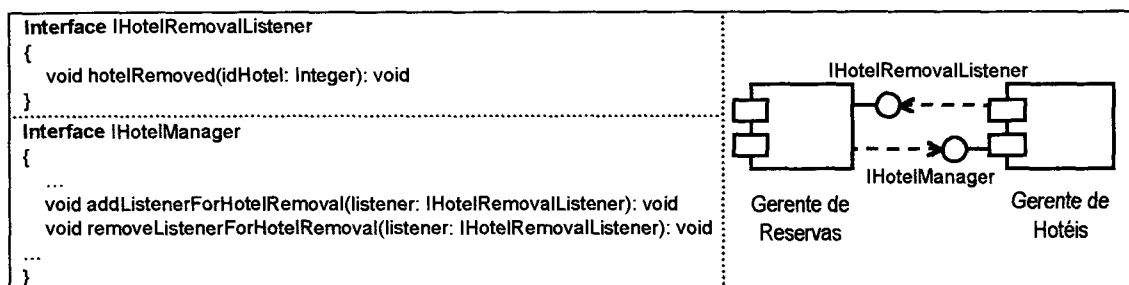 Interface IHotelRemovalListener
{
void hotelRemoved(idHotel: Integer): void
}
Interface IHotelManager
{
...
void addListenerForHotelRemoval(listener: IHotelRemovalListener): void
void removeListenerForHotelRemoval(listener: IHotelRemovalListener): void
...
}
IHotelRemovalListener
IHotelManager
Gerente de
Reservas
Gerente de
Hotéis